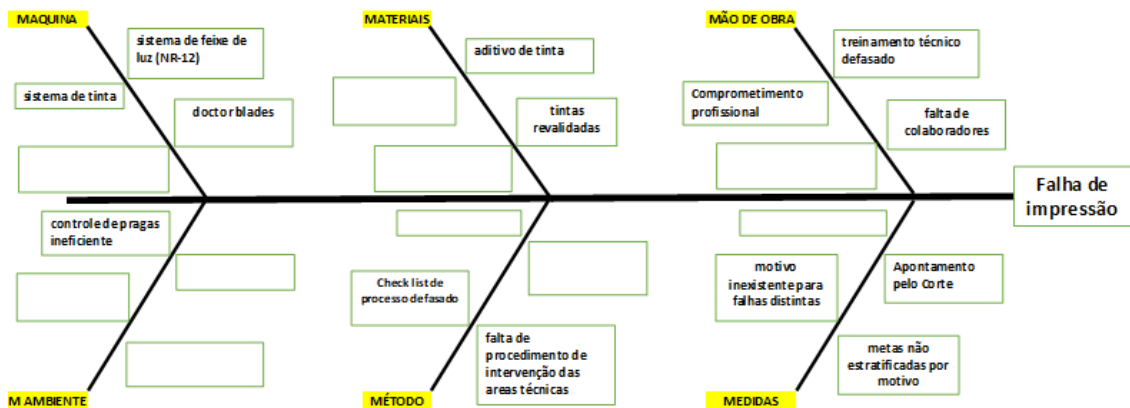 MAQUINA
MATERIAIS
MÃO DE OBRA
sistema de feixe de
luz (NR-12)
aditivo de tinta
treinamento técnico
defasado
sistema de tinta
doctor blades
tintas
revalidadas
Comprometimento
profissional
falta de
colaboradores
Falha de
impressão
controle de pragas
ineficiente
Check list de
processo defasado
motivo
inexistente para
falhas distintas
Apontamento
pelo Corte
falta de
procedimento de
intervenção das
areas técnicas
metas não
estratificadas por
motivo
M AMBIENTE
MÉTODO
MEDIDAS